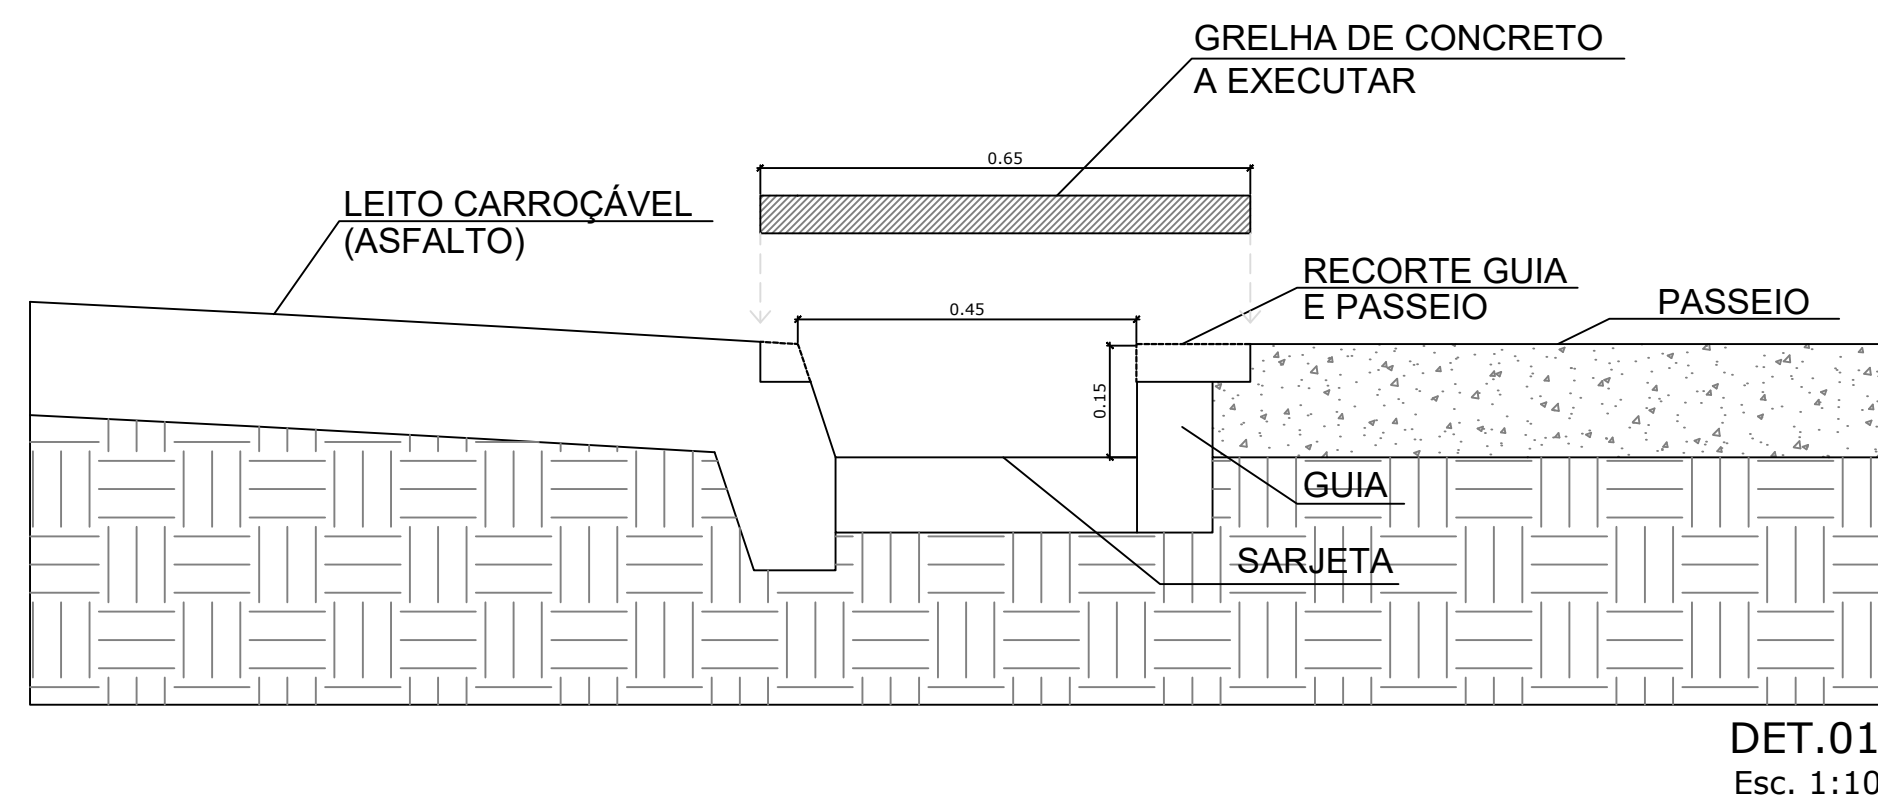 GRELHA DE CONCRETO
A EXECUTAR
0.65
LEITO CARROÇÁVEL
(ASFALTO)
RECORTE GUIA
E PASSEIO
PASSEIO
0.45
0.15
GUIA
SARJETA
DET.01
Esc. 1:10